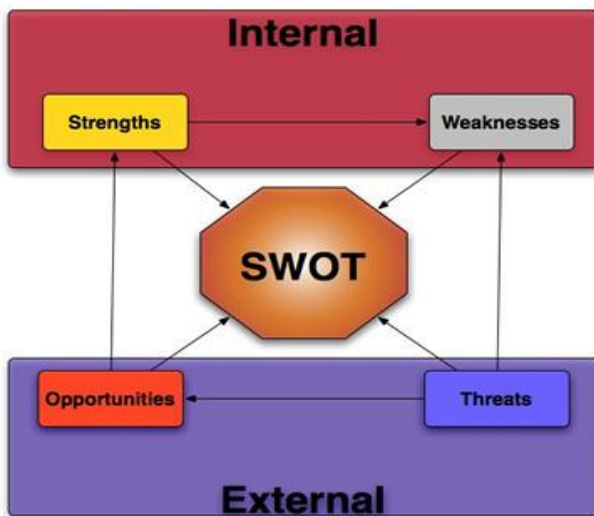 Internal
Strengths
Weaknesses
SWOT
Opportunities
Threats
External